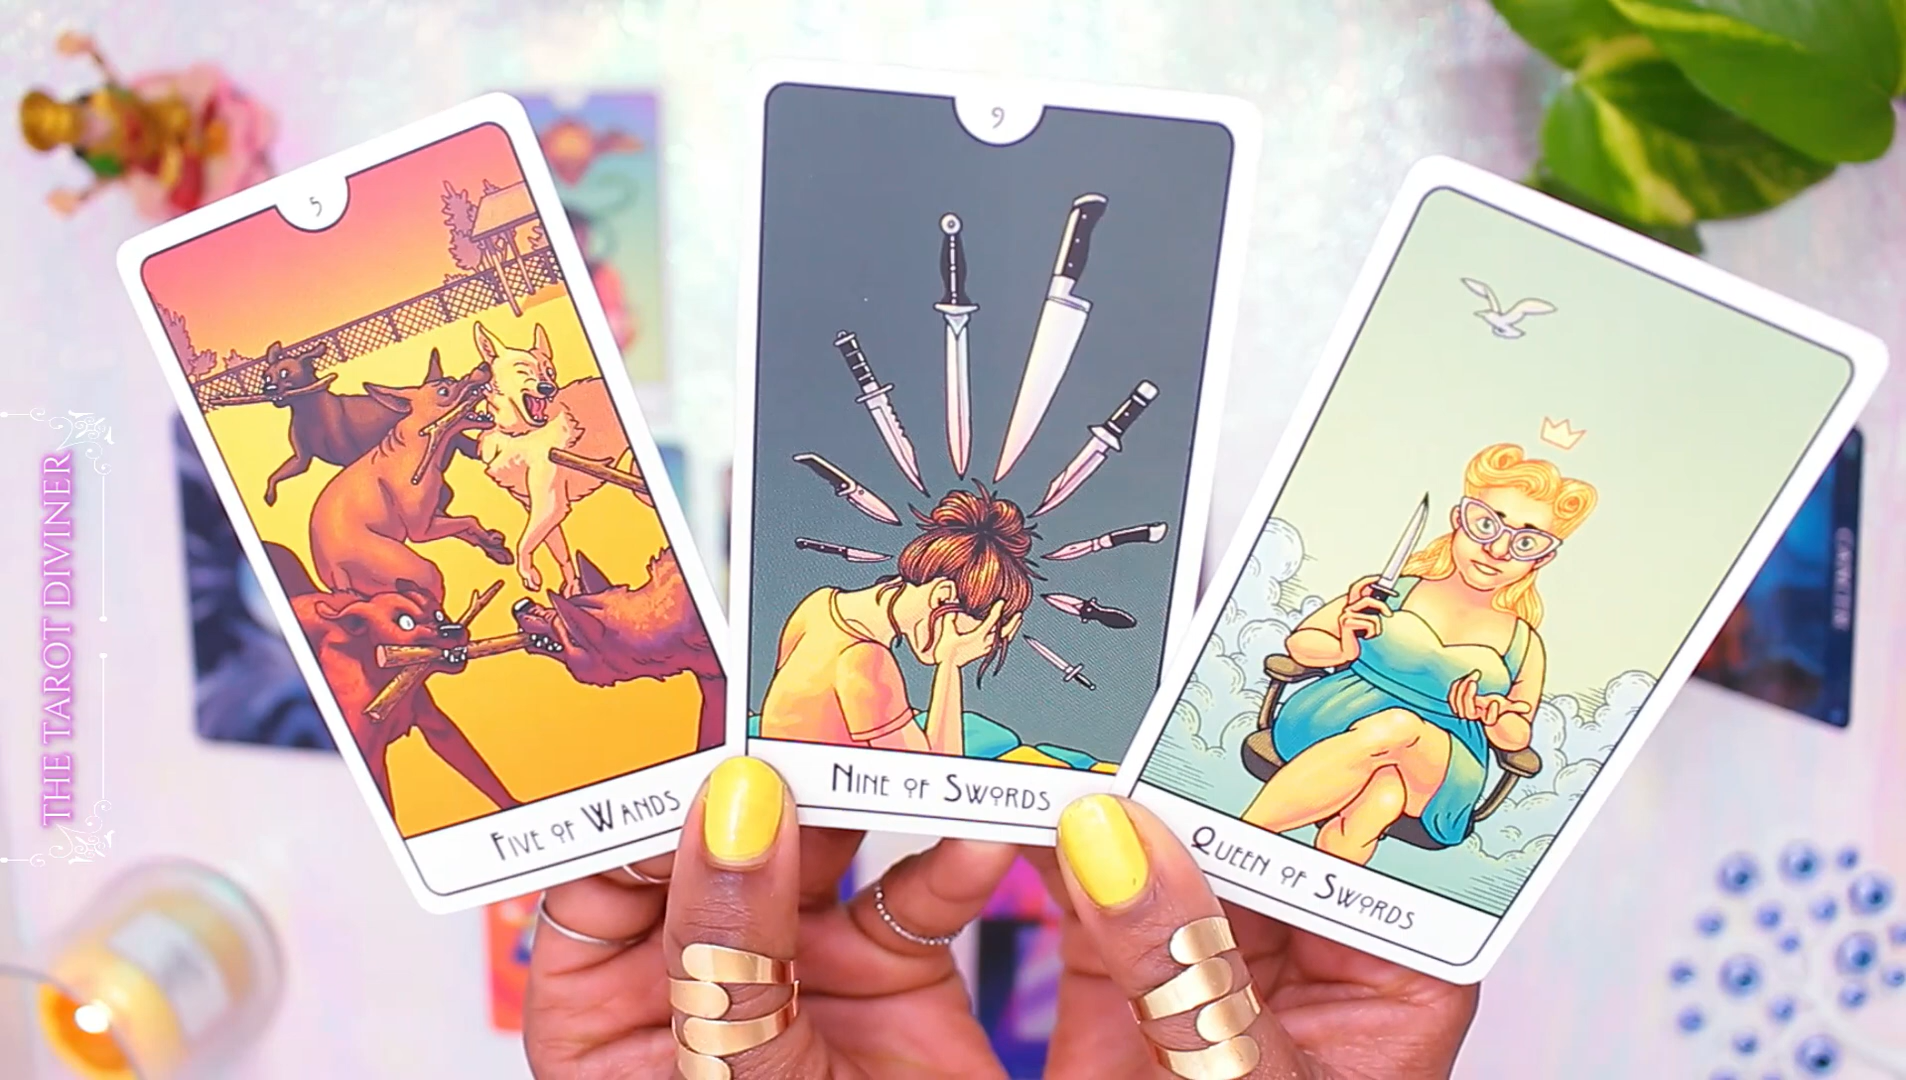 THE TAROT DIVINER
5
FIVE OF WANDS
9
NINE OF SWORDS
QUEEN OF SWORDS